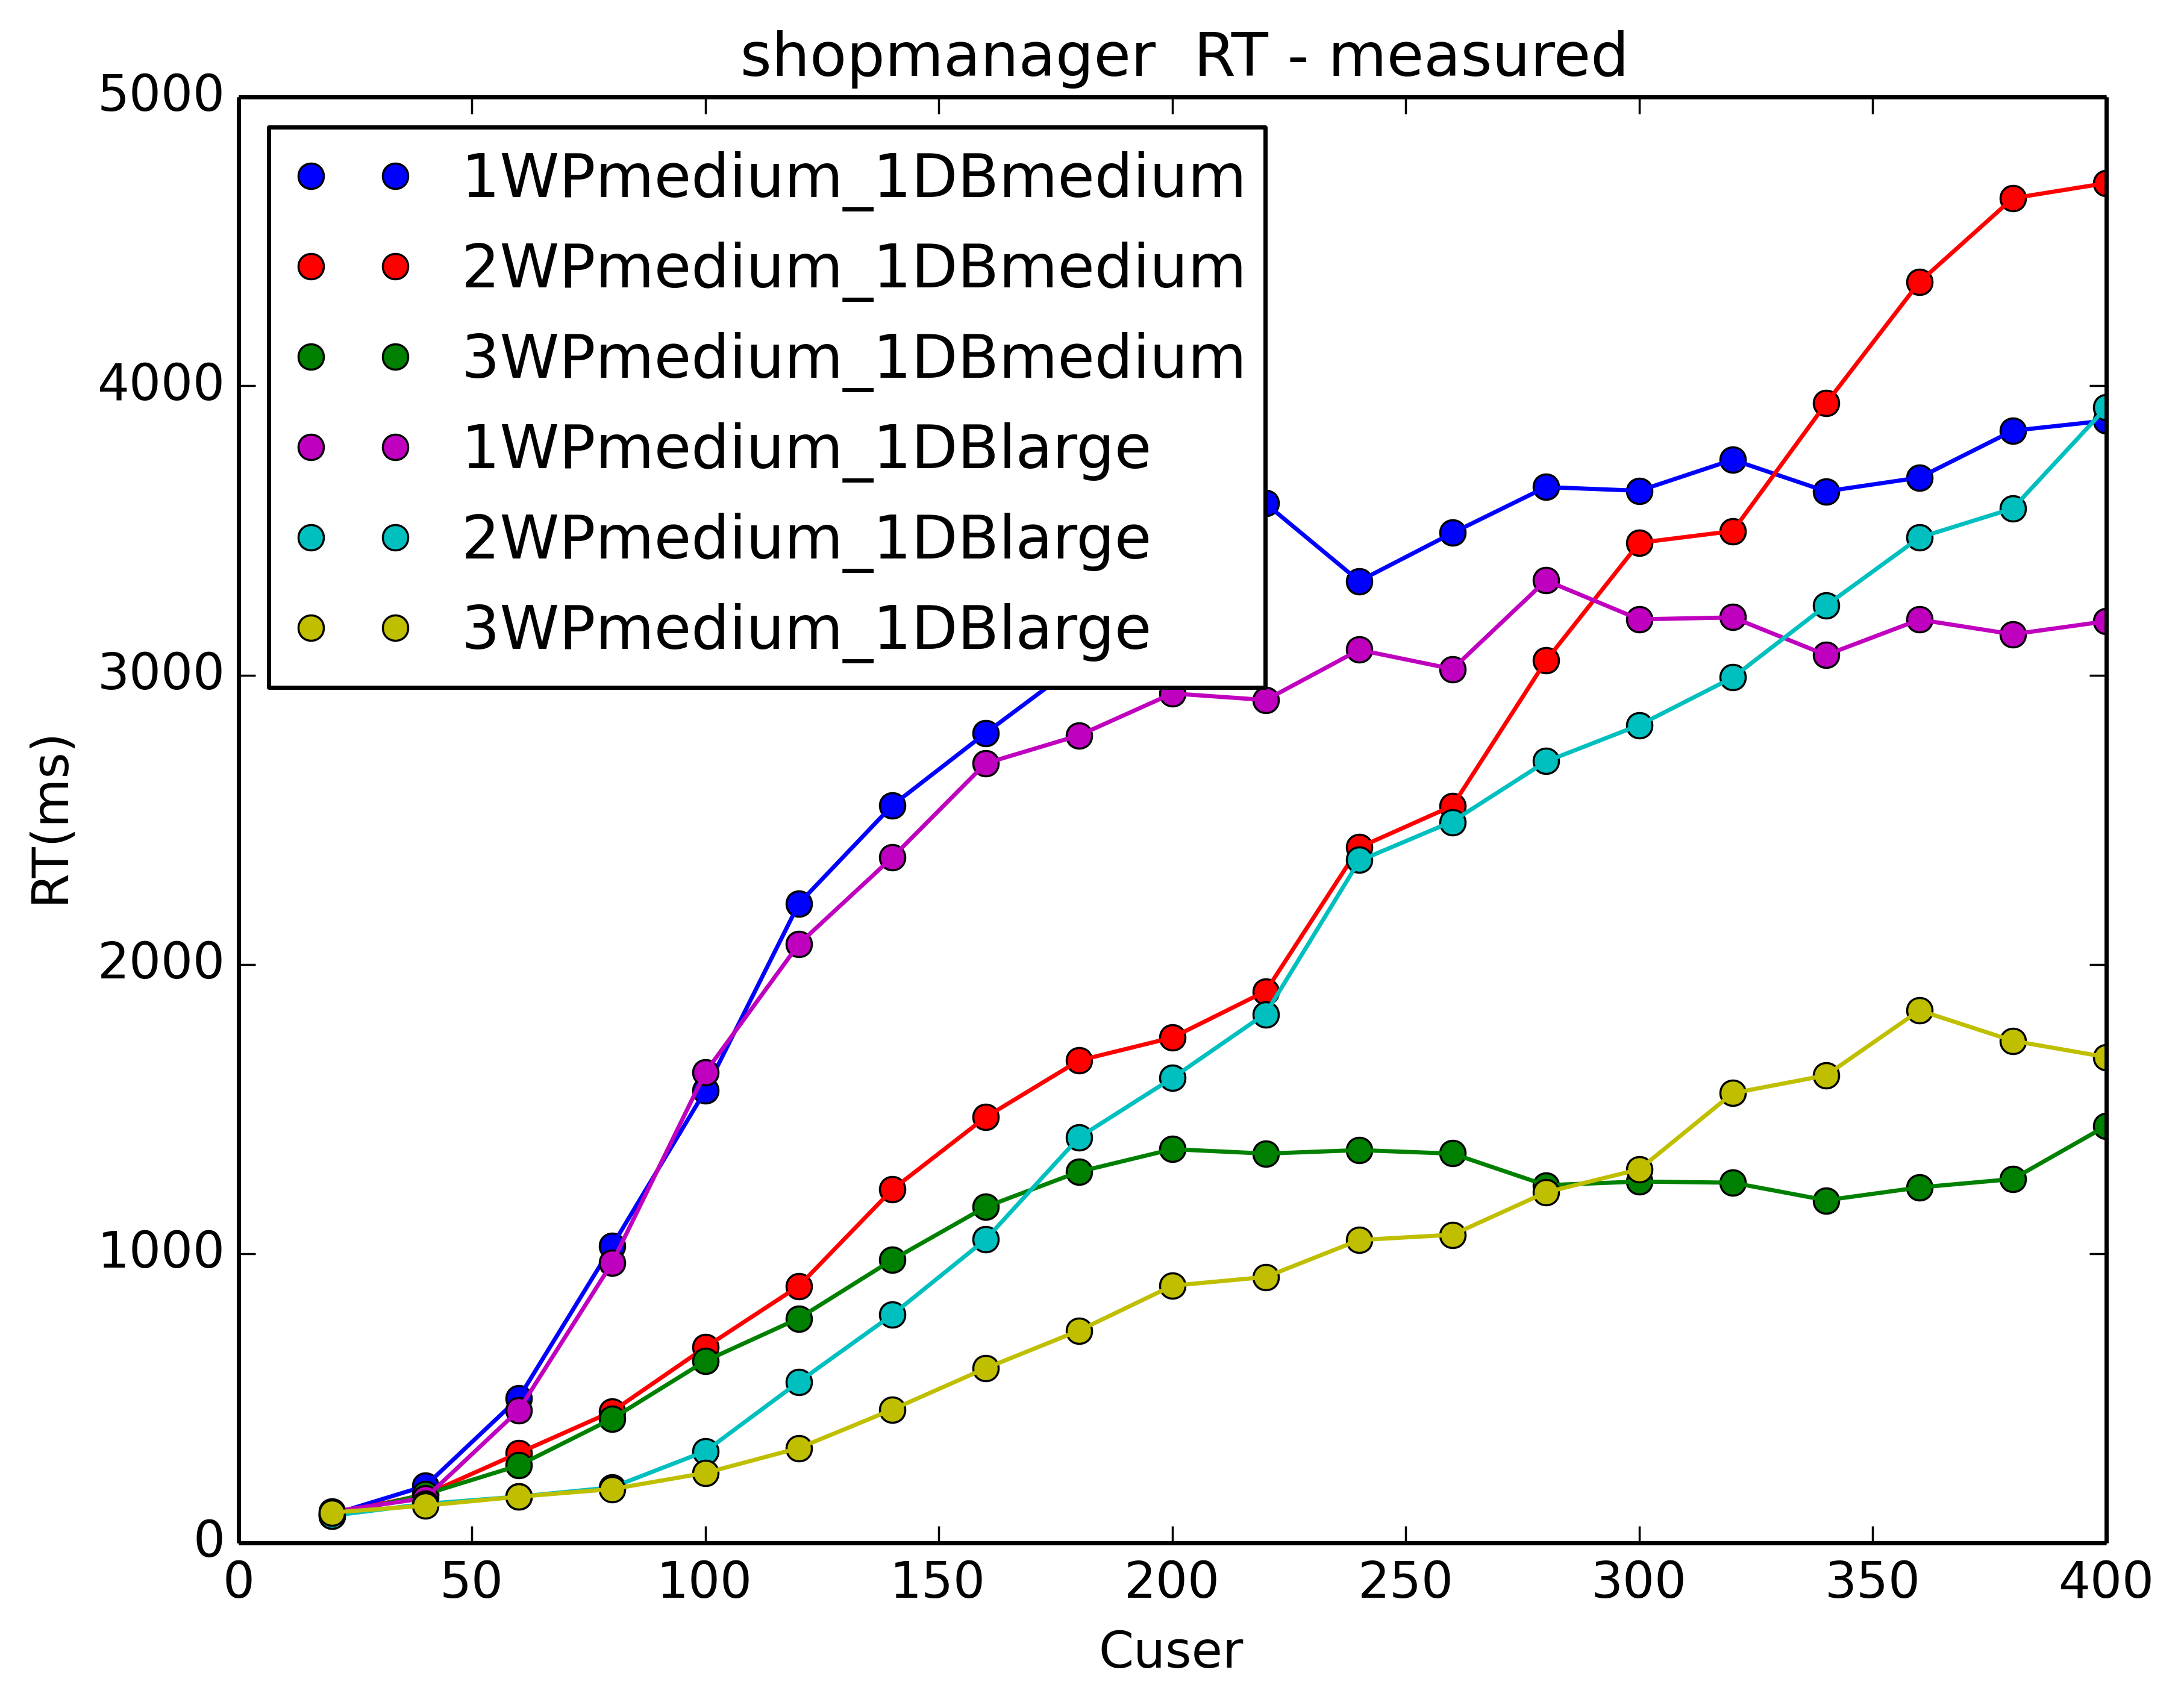 shopmanager  RT - measured
5000
4000
3000
2000
1000
0
RT(ms)
1WPmedium_1DBmedium
2WPmedium_1DBmedium
3WPmedium_1DBmedium
1WPmedium_1DBlarge
2WPmedium_1DBlarge
3WPmedium_1DBlarge
0 50 100 150 200 250 300 350 400
Cuser